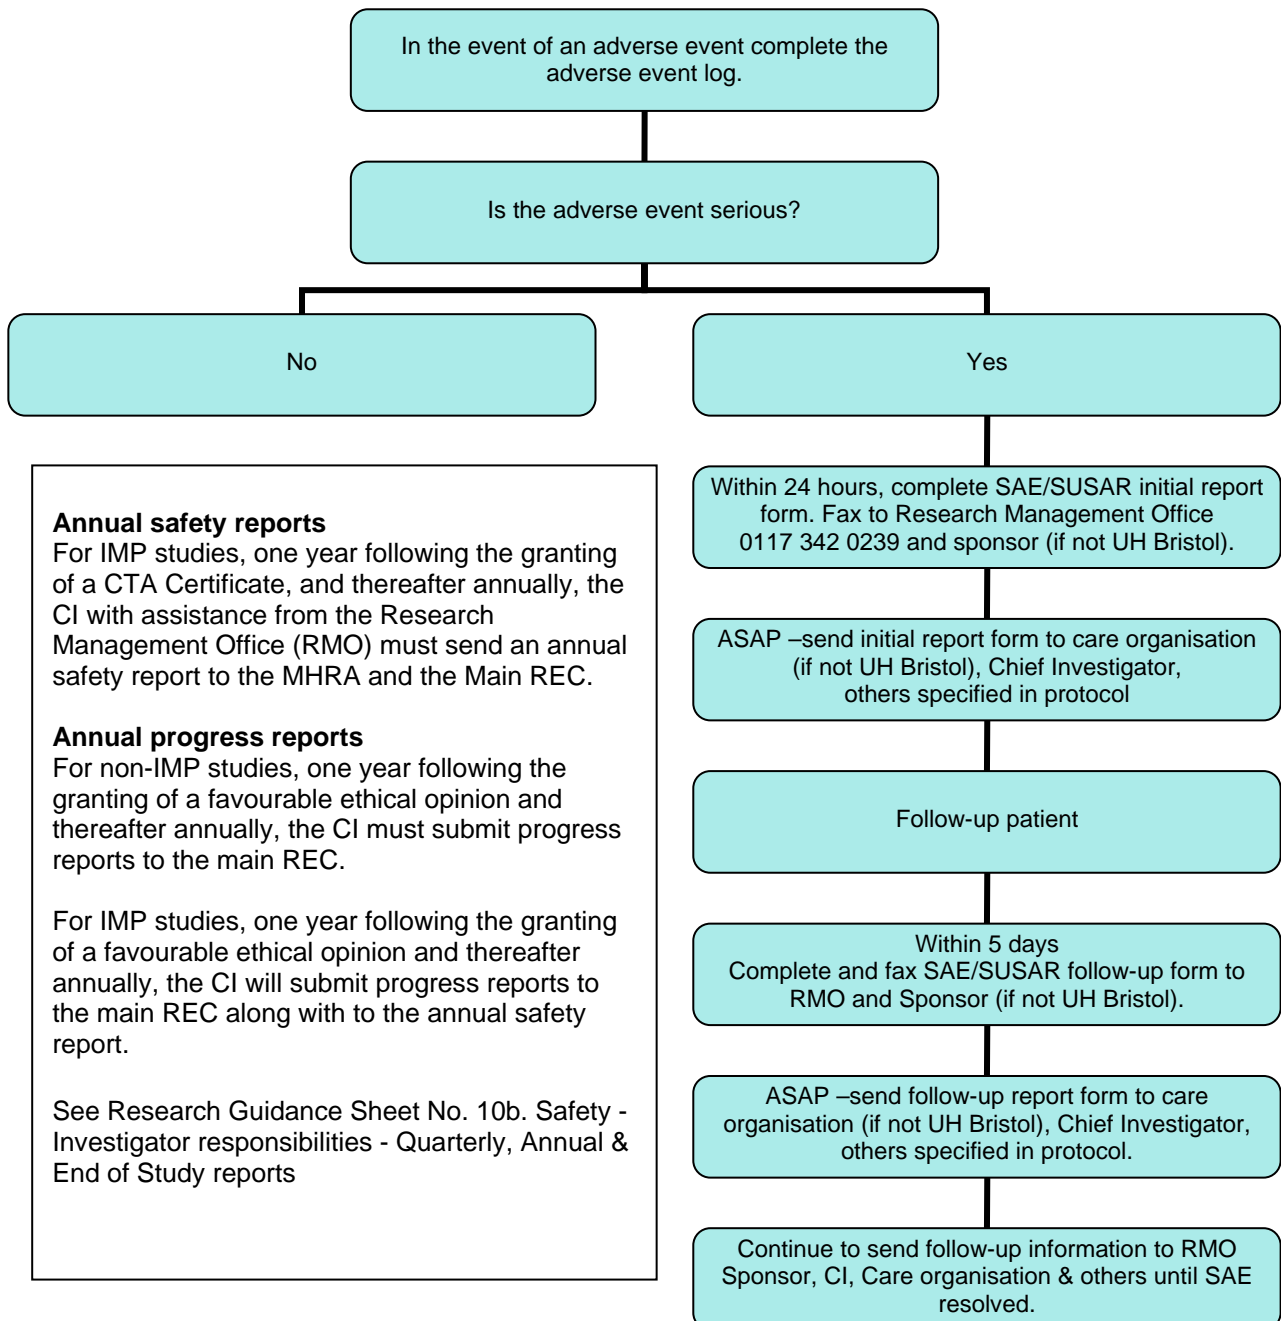 In the event of an adverse event complete the
adverse event log.
Is the adverse event serious?
No
Yes
Annual safety reports
For IMP studies, one year following the granting
of a CTA Certificate, and thereafter annually, the
CI with assistance from the Research
Management Office (RMO) must send an annual
safety report to the MHRA and the Main REC.
Annual progress reports
For non-IMP studies, one year following the
granting of a favourable ethical opinion and
thereafter annually, the CI must submit progress
reports to the main REC.
For IMP studies, one year following the granting
of a favourable ethical opinion and thereafter
annually, the CI will submit progress reports to
the main REC along with to the annual safety
report.
See Research Guidance Sheet No. 10b. Safety -
Investigator responsibilities - Quarterly, Annual &
End of Study reports
Within 24 hours, complete SAE/SUSAR initial report
form. Fax to Research Management Office
0117 342 0239 and sponsor (if not UH Bristol).
ASAP –send initial report form to care organisation
(if not UH Bristol), Chief Investigator,
others specified in protocol
Follow-up patient
Within 5 days
Complete and fax SAE/SUSAR follow-up form to
RMO and Sponsor (if not UH Bristol).
ASAP –send follow-up report form to care
organisation (if not UH Bristol), Chief Investigator,
others specified in protocol.
Continue to send follow-up information to RMO
Sponsor, CI, Care organisation & others until SAE
resolved.